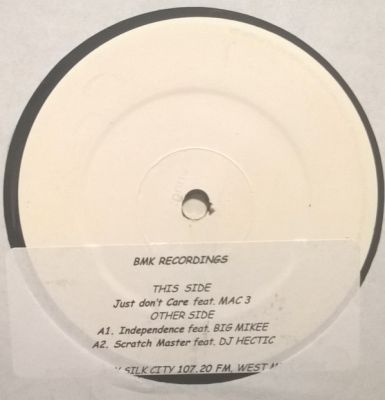 BMK RECORDINGS
THIS SIDE
Just don't Care feat. MAC 3
OTHER SIDE
A1. Independence feat. BIG MIKEE
A2. Scratch Master feat. DJ HECTIC
SILK CITY 107.20 FM, WEST